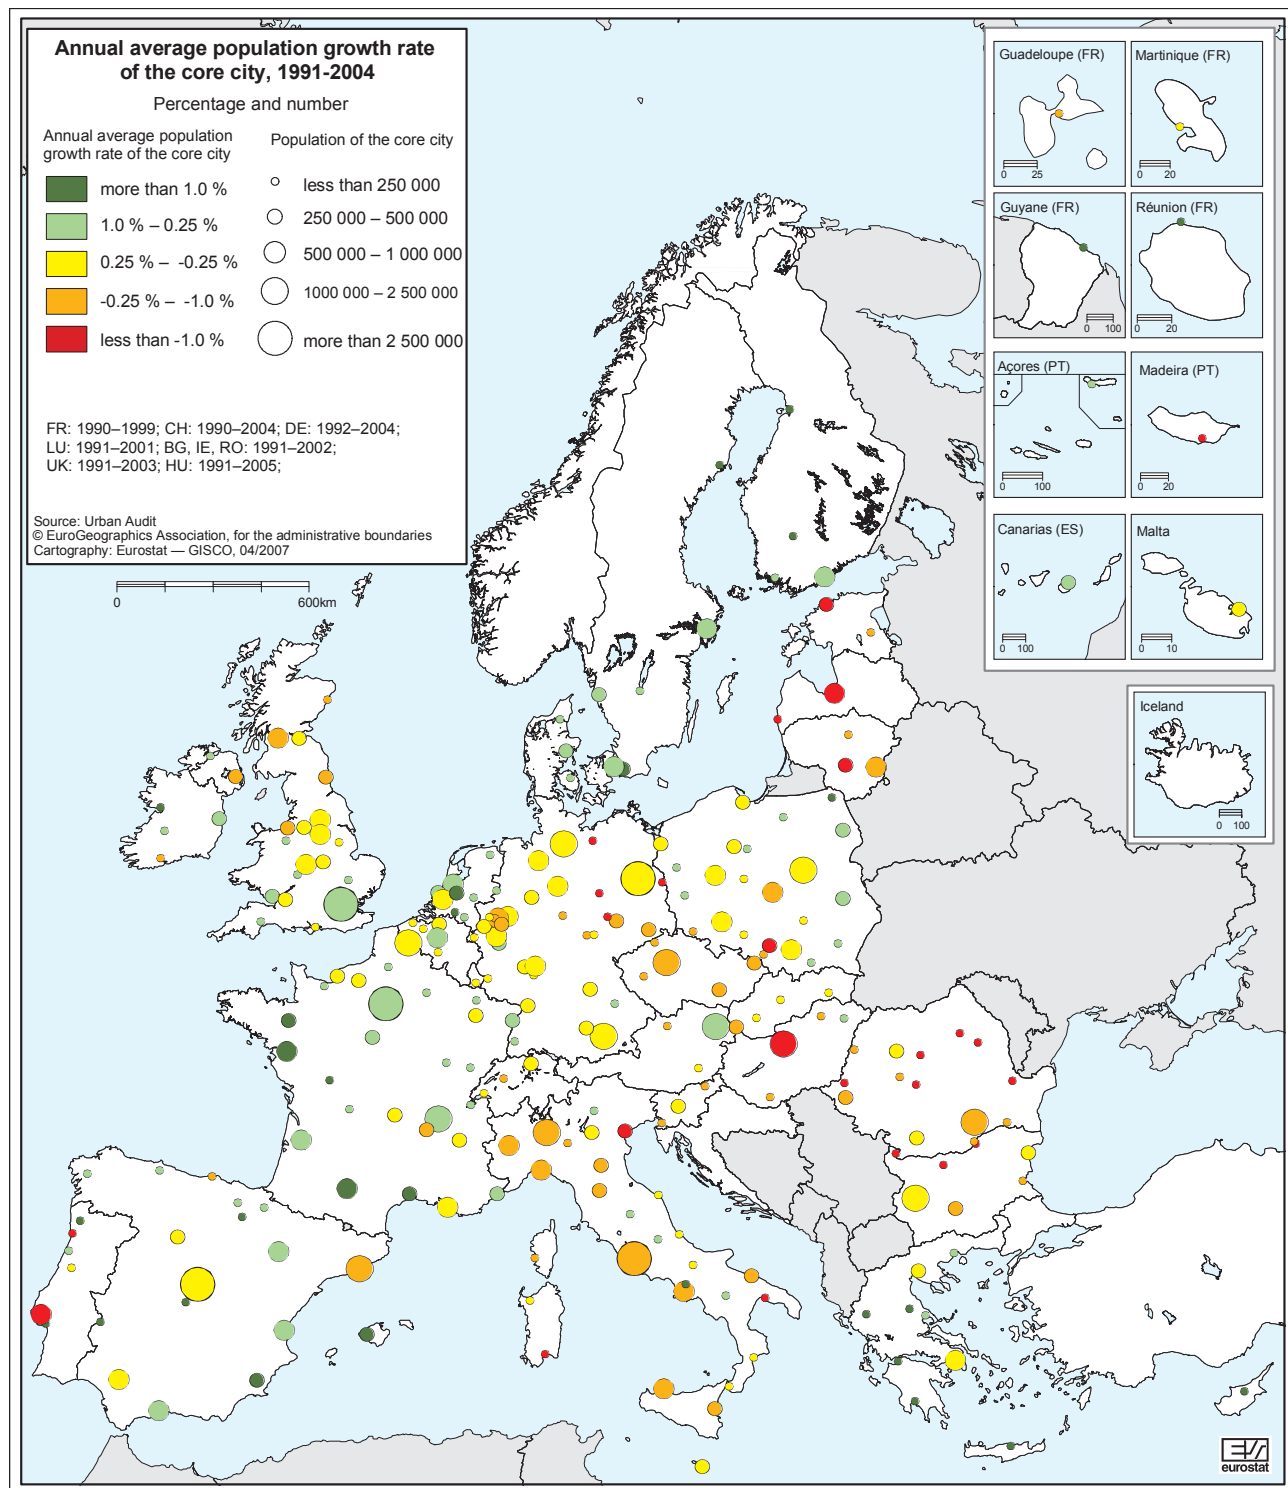 Annual average population growth rate
of the core city, 1991-2004
Percentage and number
Annual average population
growth rate of the core city
more than 1.0 %
1.0 % – 0.25 %
0.25 % – -0.25 %
-0.25 % – -1.0 %
less than -1.0 %
Population of the core city
less than 250 000
250 000 – 500 000
500 000 – 1 000 000
1000 000 – 2 500 000
more than 2 500 000
FR: 1990–1999; CH: 1990–2004; DE: 1992–2004;
LU: 1991–2001; BG, IE, RO: 1991–2002;
UK: 1991–2003; HU: 1991–2005;
Source: Urban Audit
© EuroGeographics Association, for the administrative boundaries
Cartography: Eurostat — GISCO, 04/2007
0 600km
Guadeloupe (FR)
0 25
Martinique (FR)
0 20
Guyane (FR)
0 100
Réunion (FR)
0 20
Açores (PT)
0 100
Madeira (PT)
0 20
Canarias (ES)
0 100
Malta
0 10
Iceland
0 100
eurostat